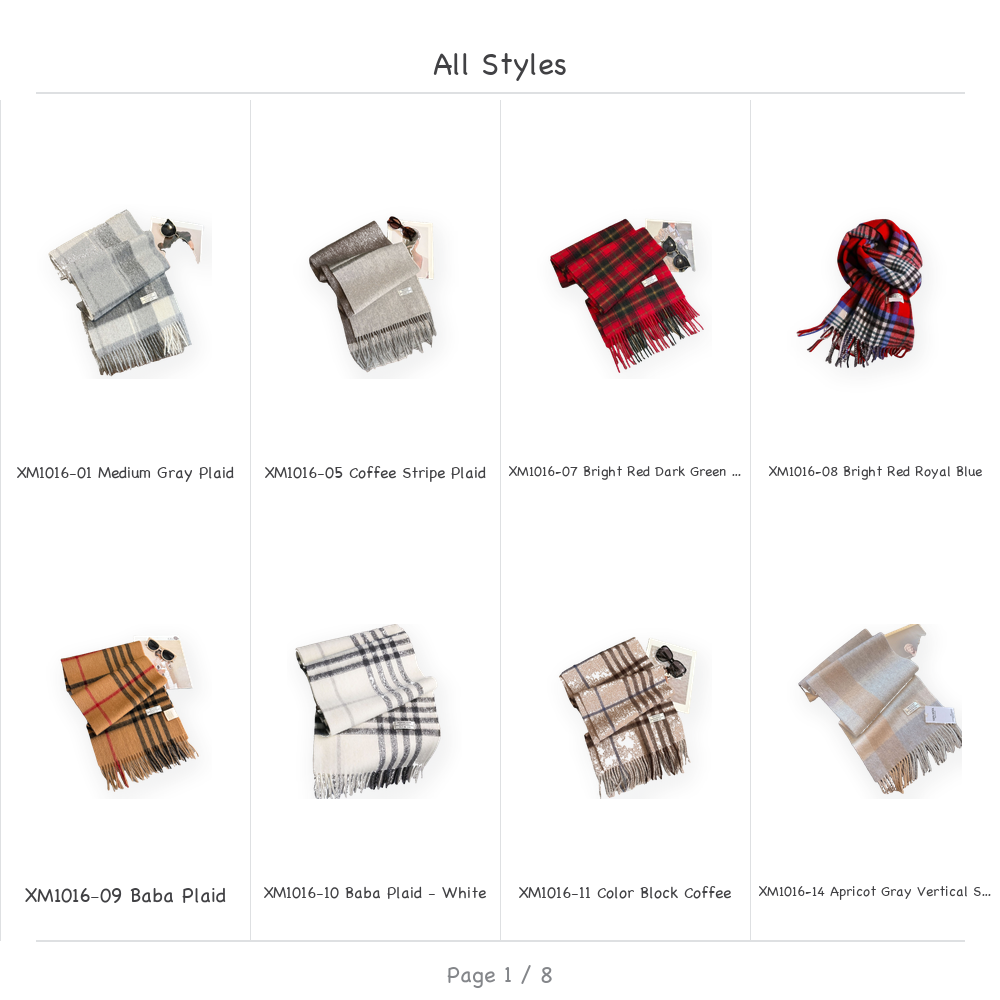 All Styles
XM1016-01 Medium Gray Plaid
XM1016-05 Coffee Stripe Plaid
XM1016-07 Bright Red Dark Green ...
XM1016-08 Bright Red Royal Blue
XM1016-09 Baba Plaid
XM1016-10 Baba Plaid - White
XM1016-11 Color Block Coffee
XM1016-14 Apricot Gray Vertical S...
Page 1 / 8